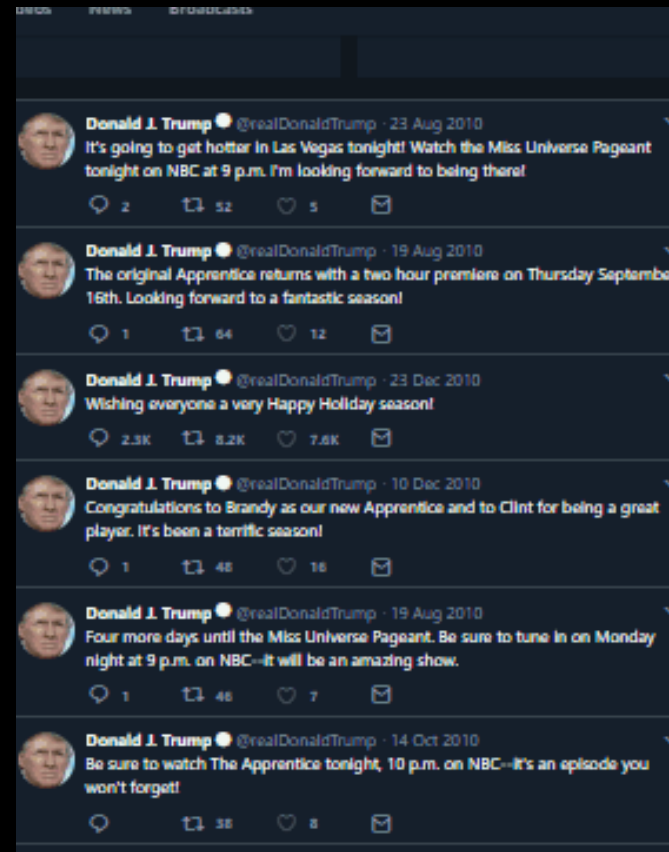 Videos News Broadcasts
Donald J. Trump @realDonaldTrump · 23 Aug 2010
It's going to get hotter in Las Vegas tonight! Watch the Miss Universe Pageant
tonight on NBC at 9 p.m. I'm looking forward to being there!
2 52 5
Donald J. Trump @realDonaldTrump · 19 Aug 2010
The original Apprentice returns with a two hour premiere on Thursday Septembe
16th. Looking forward to a fantastic season!
1 64 12
Donald J. Trump @realDonaldTrump · 23 Dec 2010
Wishing everyone a very Happy Holiday season!
2.3K 8.2K 7.6K
Donald J. Trump @realDonaldTrump · 10 Dec 2010
Congratulations to Brandy as our new Apprentice and to Clint for being a great
player. It's been a terrific season!
1 48 16
Donald J. Trump @realDonaldTrump · 19 Aug 2010
Four more days until the Miss Universe Pageant. Be sure to tune in on Monday
night at 9 p.m. on NBC--it will be an amazing show.
1 46 7
Donald J. Trump @realDonaldTrump · 14 Oct 2010
Be sure to watch The Apprentice tonight, 10 p.m. on NBC--it's an episode you
won't forget!
38 8